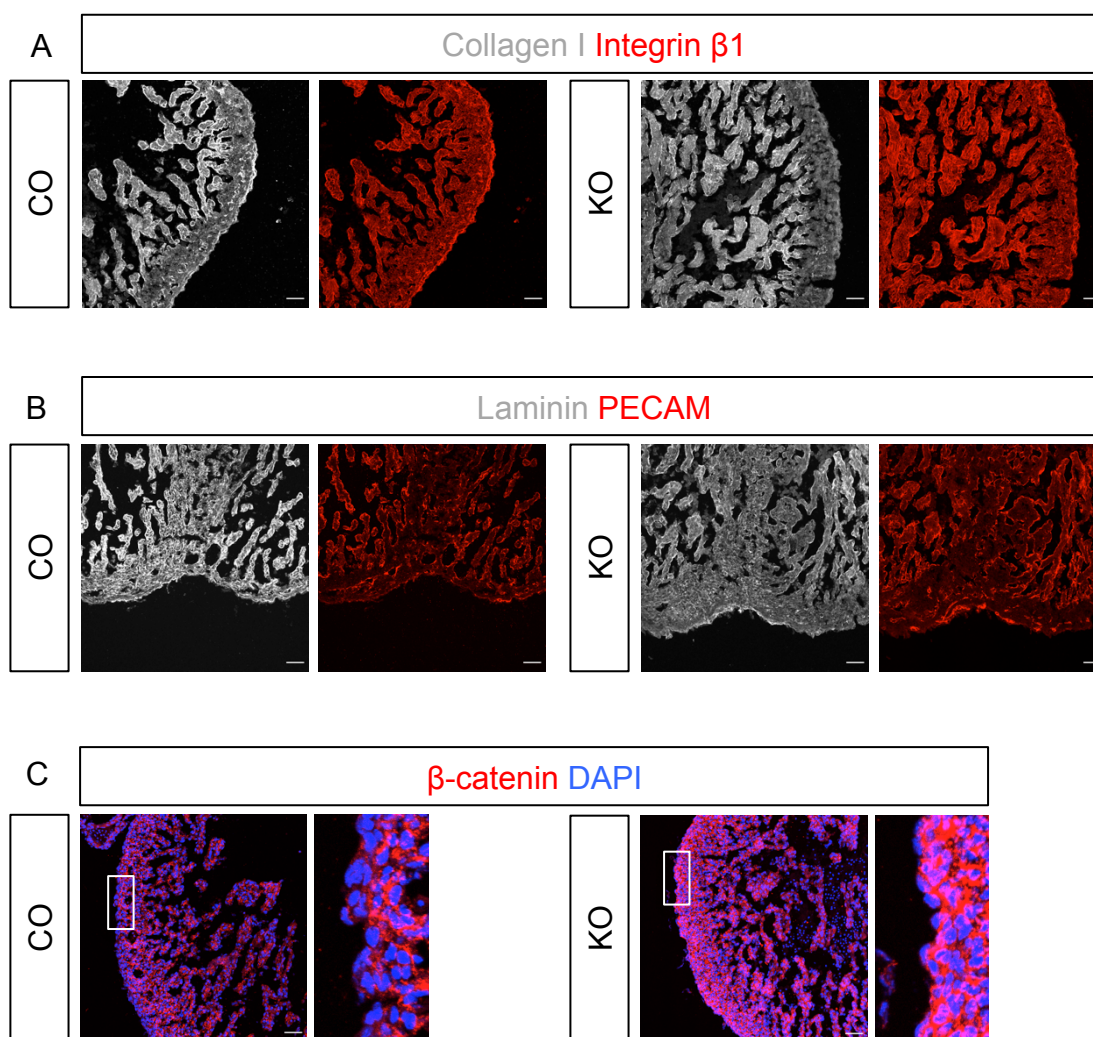 A
Collagen I Integrin β1
CO
KO
B
Laminin PECAM
CO
KO
C
β-catenin DAPI
CO
KO